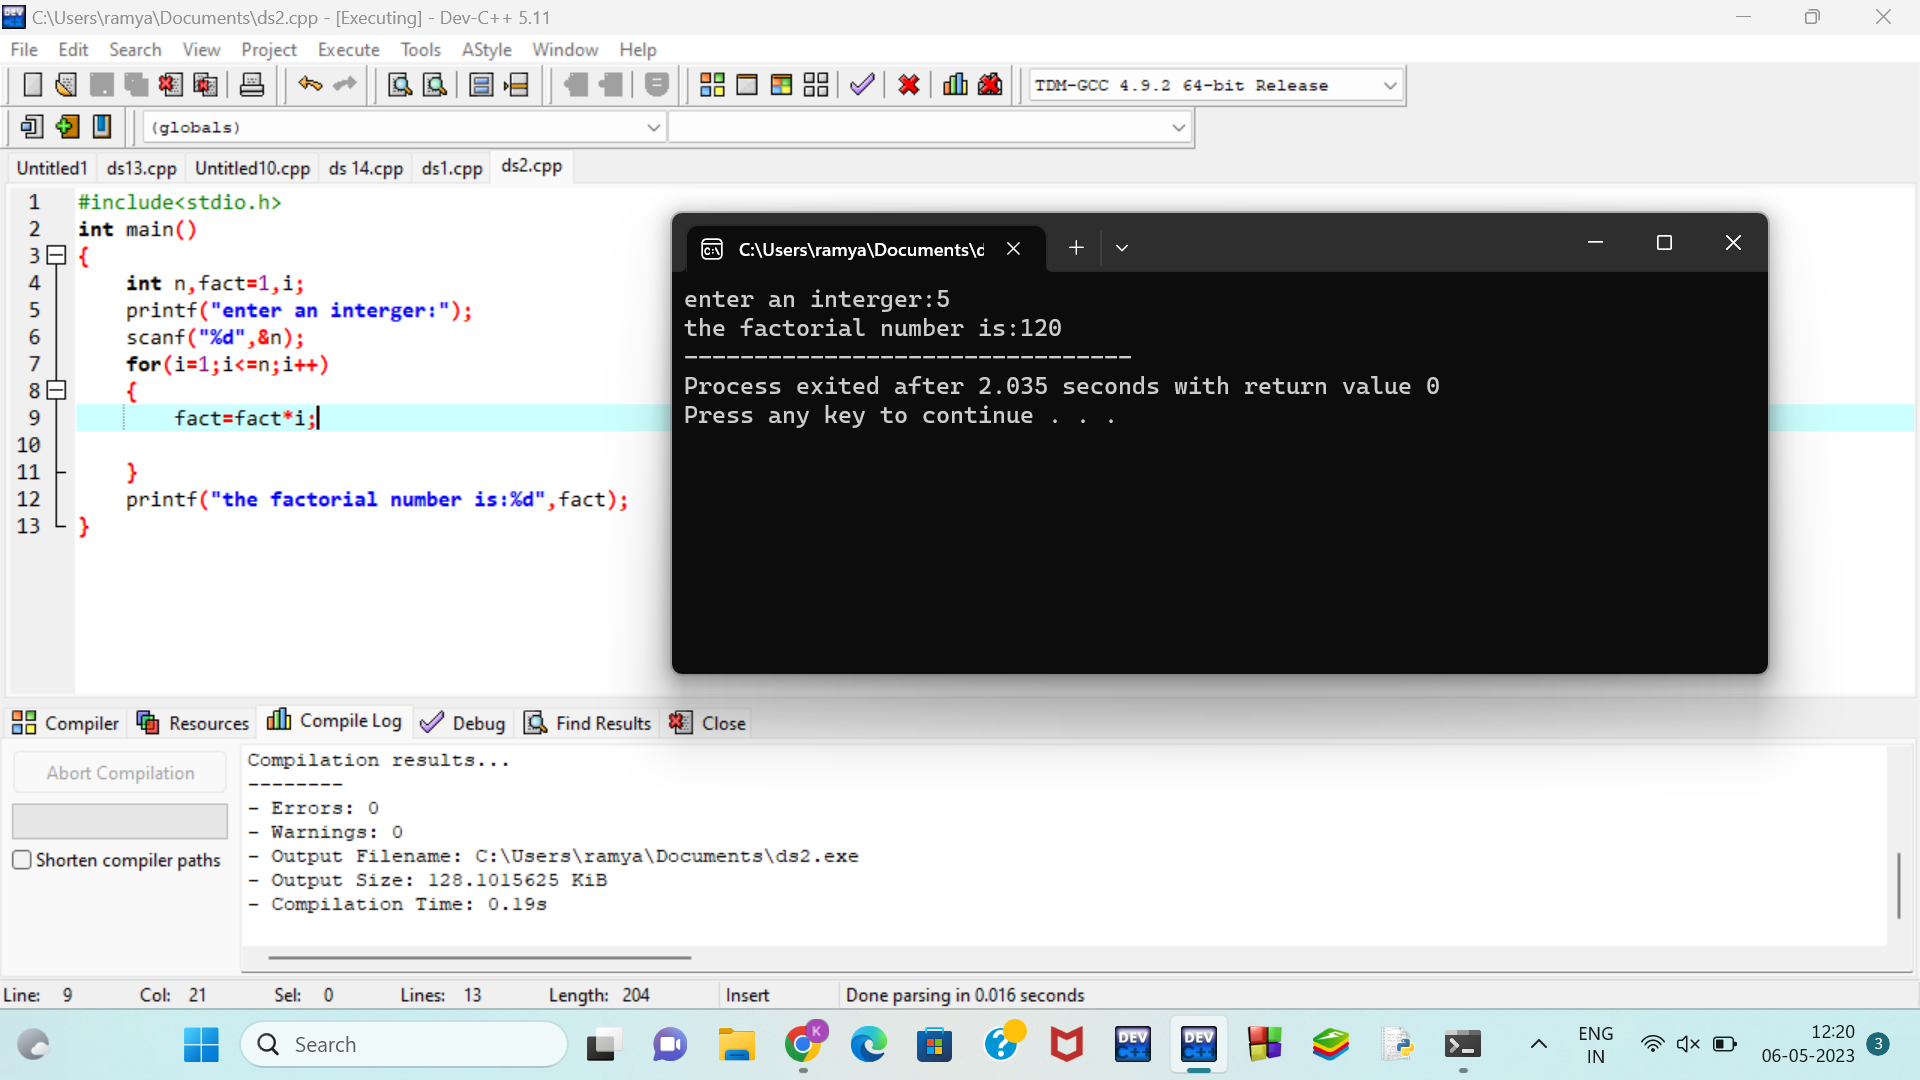 C:\Users\ramya\Documents\ds2.cpp - [Executing] - Dev-C++ 5.11
File Edit Search View Project Execute Tools AStyle Window Help
TDM-GCC 4.9.2 64-bit Release
(globals)
Untitled1 ds13.cpp Untitled10.cpp ds 14.cpp ds1.cpp ds2.cpp
1 #include<stdio.h>
2 int main()
3 {
4 int n,fact=1,i;
5 printf("enter an interger:");
6 scanf("%d",&n);
7 for(i=1;i<=n;i++)
8 {
9 fact=fact*i;
10
11 }
12 printf("the factorial number is:%d",fact);
13 }
C:\Users\ramya\Documents\d
enter an interger:5
the factorial number is:120
--------------------------------
Process exited after 2.035 seconds with return value 0
Press any key to continue . . .
Compiler Resources Compile Log Debug Find Results Close
Abort Compilation
Shorten compiler paths
Compilation results...
--------
- Errors: 0
- Warnings: 0
- Output Filename: C:\Users\ramya\Documents\ds2.exe
- Output Size: 128.1015625 KiB
- Compilation Time: 0.19s
Line: 9 Col: 21 Sel: 0 Lines: 13 Length: 204 Insert Done parsing in 0.016 seconds
Search
K
DEV C++
DEV C++
ENG
IN
12:20
06-05-2023
3